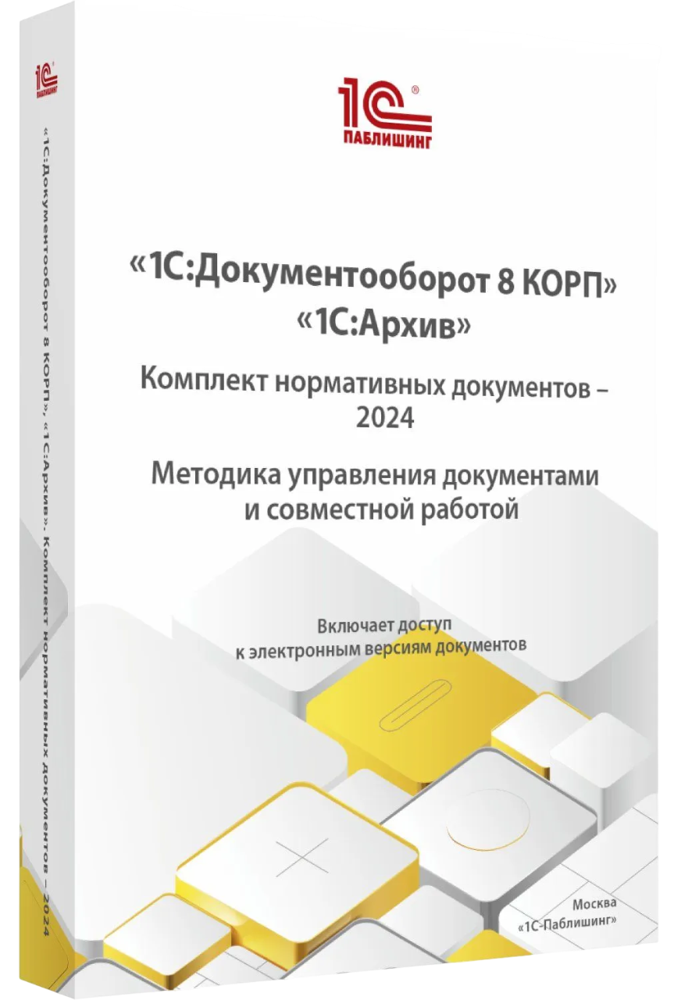 1С®
ПАБЛИШИНГ
«1С:Документооборот 8 КОРП»
«1С:Архив»
Комплект нормативных документов –
2024
Методика управления документами
и совместной работой
Включает доступ
к электронным версиям документов
Москва
«1С-Паблишинг»
1С®
ПАБЛИШИНГ
«1С:Документооборот 8 КОРП», «1С:Архив». Комплект нормативных документов – 2024